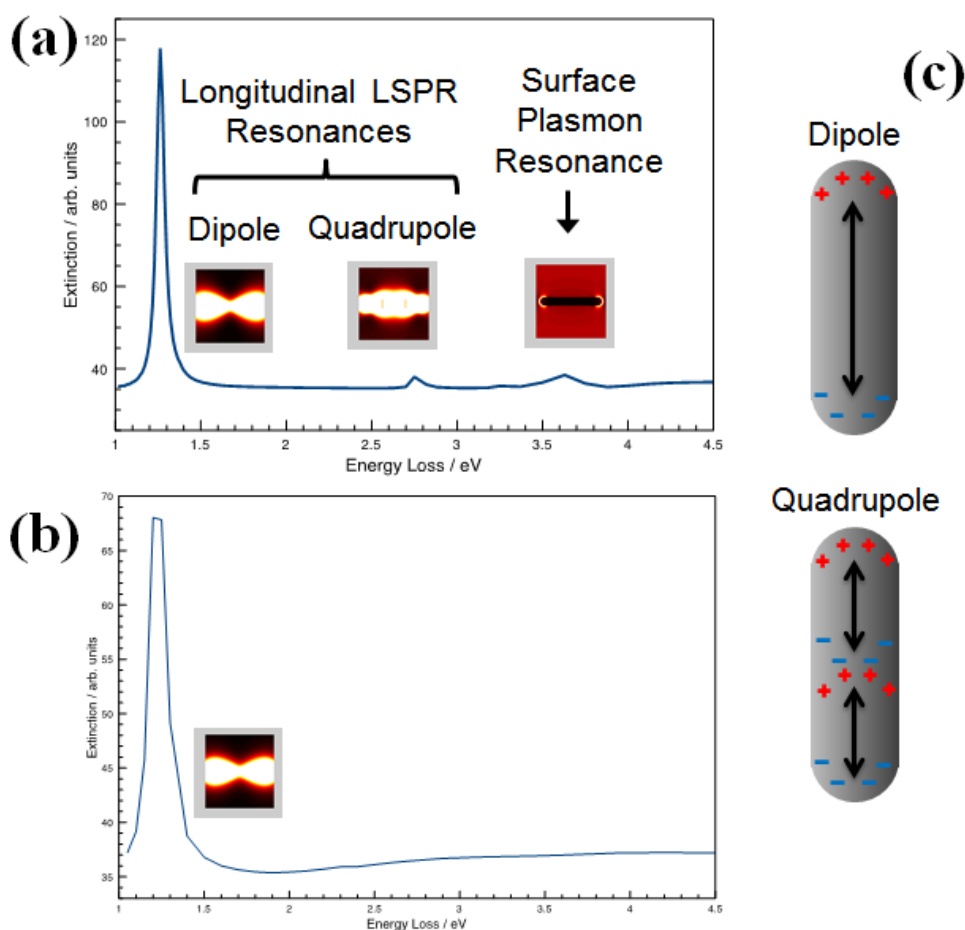 (a)
Extinction / arb. units
120
100
80
60
40
Longitudinal LSPR
Resonances
Dipole
Quadrupole
Surface
Plasmon
Resonance
1
1.5
2
2.5
3
3.5
4
4.5
Energy Loss / eV
(b)
Extinction / arb. units
70
65
60
55
50
45
40
35
1
1.5
2
2.5
3
3.5
4
4.5
Energy Loss / eV
(c)
Dipole
+ + + +
− − − −
Quadrupole
+ + + +
− − − −
+ + + +
− − − −